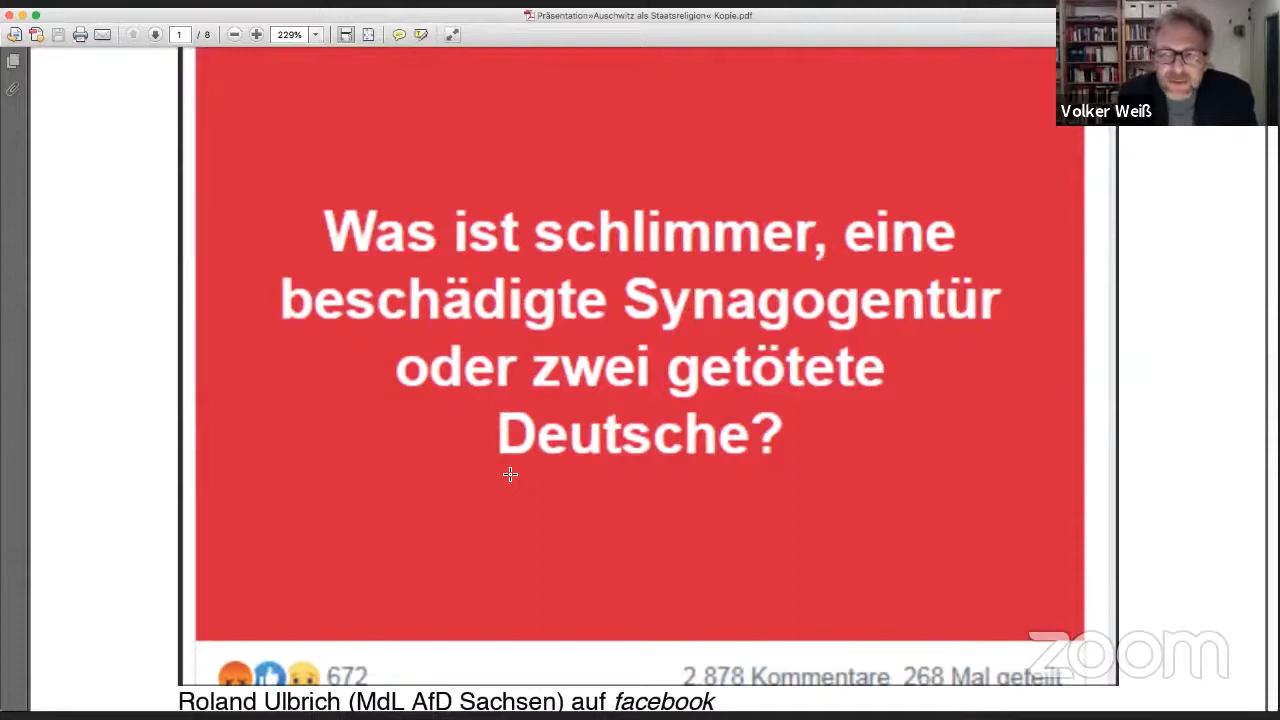 Präsentation»Auschwitz als Staatsreligion« Kopie.pdf
1 / 8
229%
Volker Weiß
Was ist schlimmer, eine
beschädigte Synagogentür
oder zwei getötete
Deutsche?
672
2 878 Kommentare 268 Mal geteilt
zoom
Roland Ulbrich (MdL AfD Sachsen) auf facebook